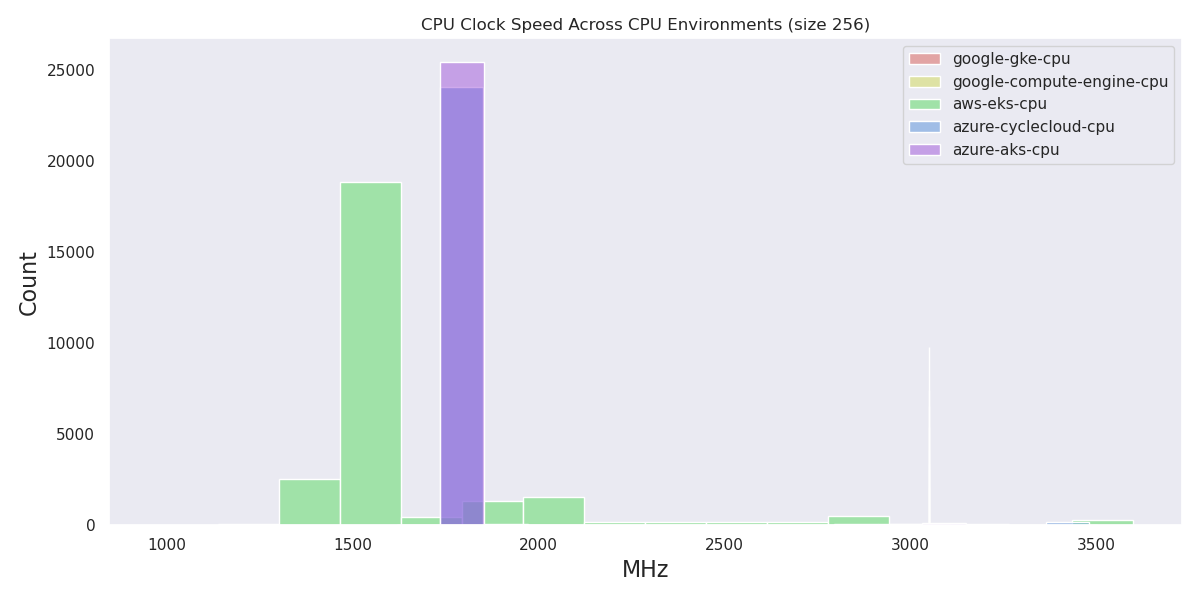 CPU Clock Speed Across CPU Environments (size 256)
google-gke-cpu
google-compute-engine-cpu
aws-eks-cpu
azure-cyclecloud-cpu
azure-aks-cpu
Count
25000
20000
15000
10000
5000
0
1000 1500 2000 2500 3000 3500
MHz